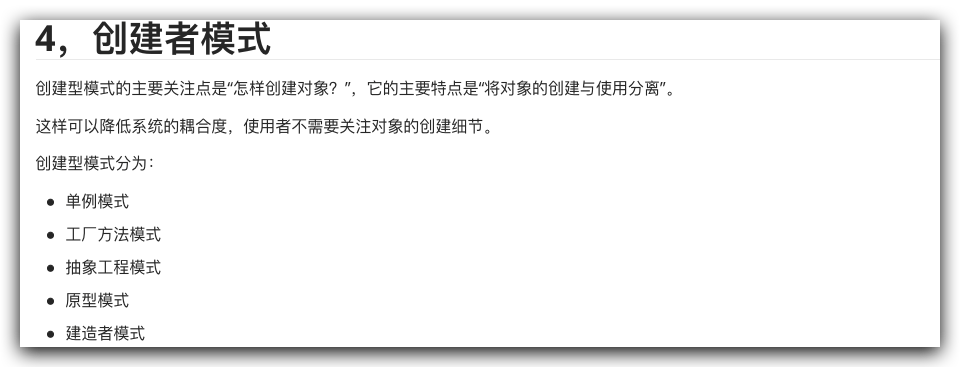 4，创建者模式
创建型模式的主要关注点是“怎样创建对象？”，它的主要特点是“将对象的创建与使用分离”。
这样可以降低系统的耦合度，使用者不需要关注对象的创建细节。
创建型模式分为：
• 单例模式
• 工厂方法模式
• 抽象工程模式
• 原型模式
• 建造者模式